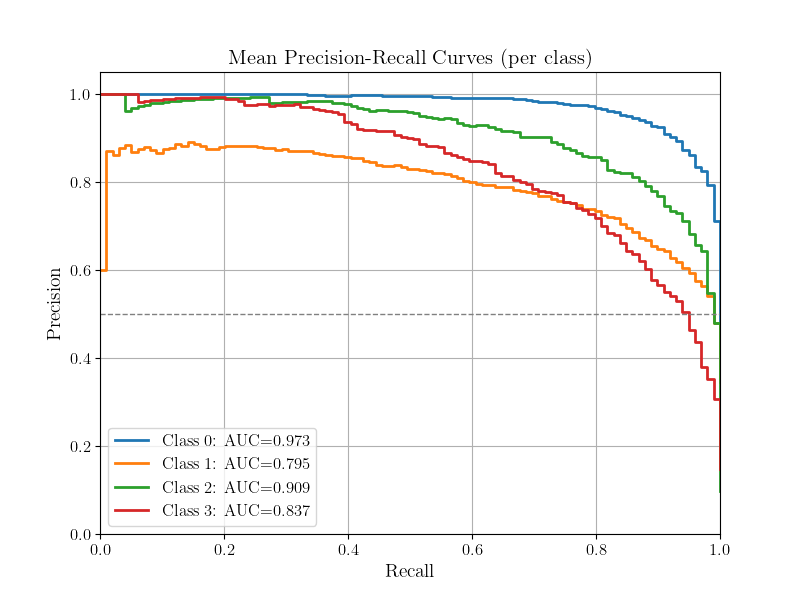 Mean Precision-Recall Curves (per class)
Precision
1.0
0.8
0.6
0.4
0.2
0.0
Class 0: AUC=0.973
Class 1: AUC=0.795
Class 2: AUC=0.909
Class 3: AUC=0.837
0.0 0.2 0.4 0.6 0.8 1.0
Recall